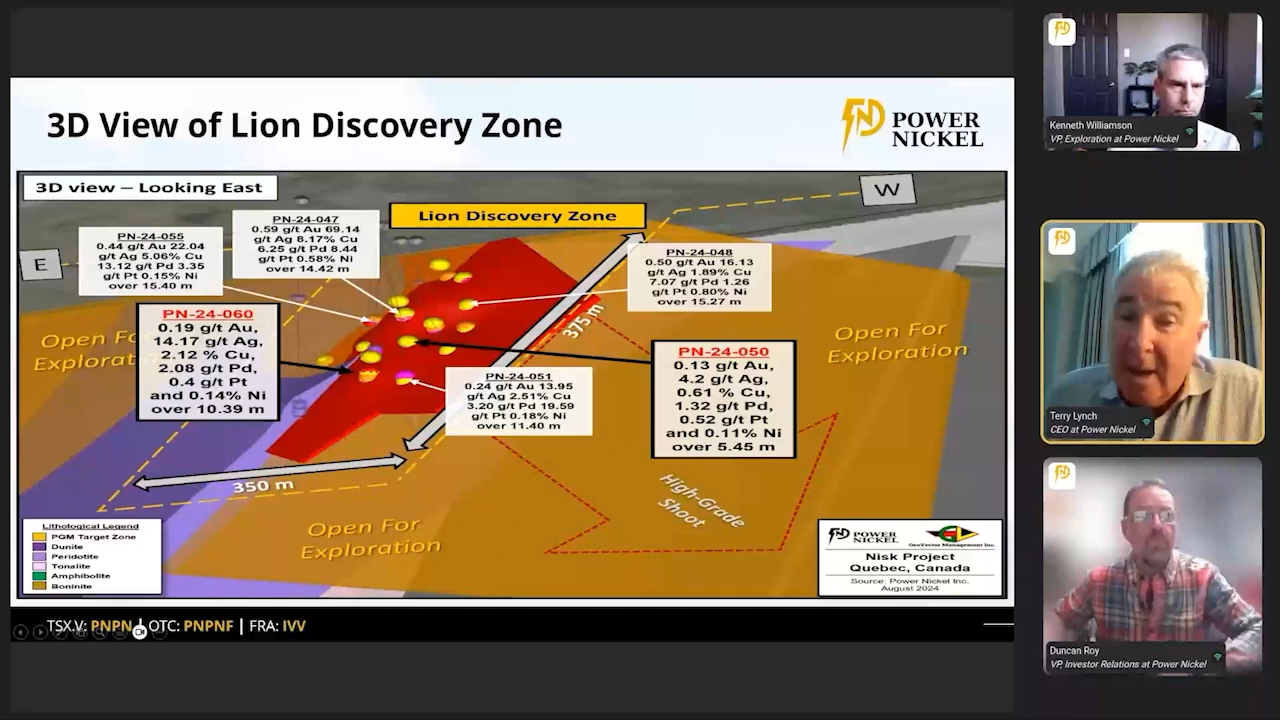 3D View of Lion Discovery Zone
POWER
NICKEL
3D view – Looking East
W
E
Lion Discovery Zone
PN-24-055
0.44 g/t Au 22.04
g/t Ag 5.06% Cu
13.12 g/t Pd 3.35
g/t Pt 0.15% Ni
over 15.40 m
PN-24-047
0.59 g/t Au 69.14
g/t Ag 8.17% Cu
6.25 g/t Pd 8.44
g/t Pt 0.58% Ni
over 14.42 m
PN-24-048
0.50 g/t Au 16.13
g/t Ag 1.89% Cu
7.07 g/t Pd 1.26
g/t Pt 0.80% Ni
over 15.27 m
PN-24-060
0.19 g/t Au,
14.17 g/t Ag,
2.12 % Cu,
2.08 g/t Pd,
0.4 g/t Pt
and 0.14% Ni
over 10.39 m
PN-24-051
0.24 g/t Au 13.95
g/t Ag 2.51% Cu
3.20 g/t Pd 19.59
g/t Pt 0.18% Ni
over 11.40 m
PN-24-050
0.13 g/t Au,
4.2 g/t Ag,
0.61 % Cu,
1.32 g/t Pd,
0.52 g/t Pt
and 0.11% Ni
over 5.45 m
375 m
350 m
Open For
Open For
Exploration
High-Grade
Shoot
Open For
Exploration
Lithological Legend
PGM Target Zone
Dunite
Peridotite
Tonalite
Amphibolite
Boninite
POWER
NICKEL
GeoVector Management Inc.
Nisk Project
Quebec, Canada
Source: Power Nickel Inc.
August 2024
TSX.V: PNPN | OTC: PNPNF | FRA: IVV
Kenneth Williamson
VP, Exploration at Power Nickel
Terry Lynch
CEO at Power Nickel
Duncan Roy
VP, Investor Relations at Power Nickel